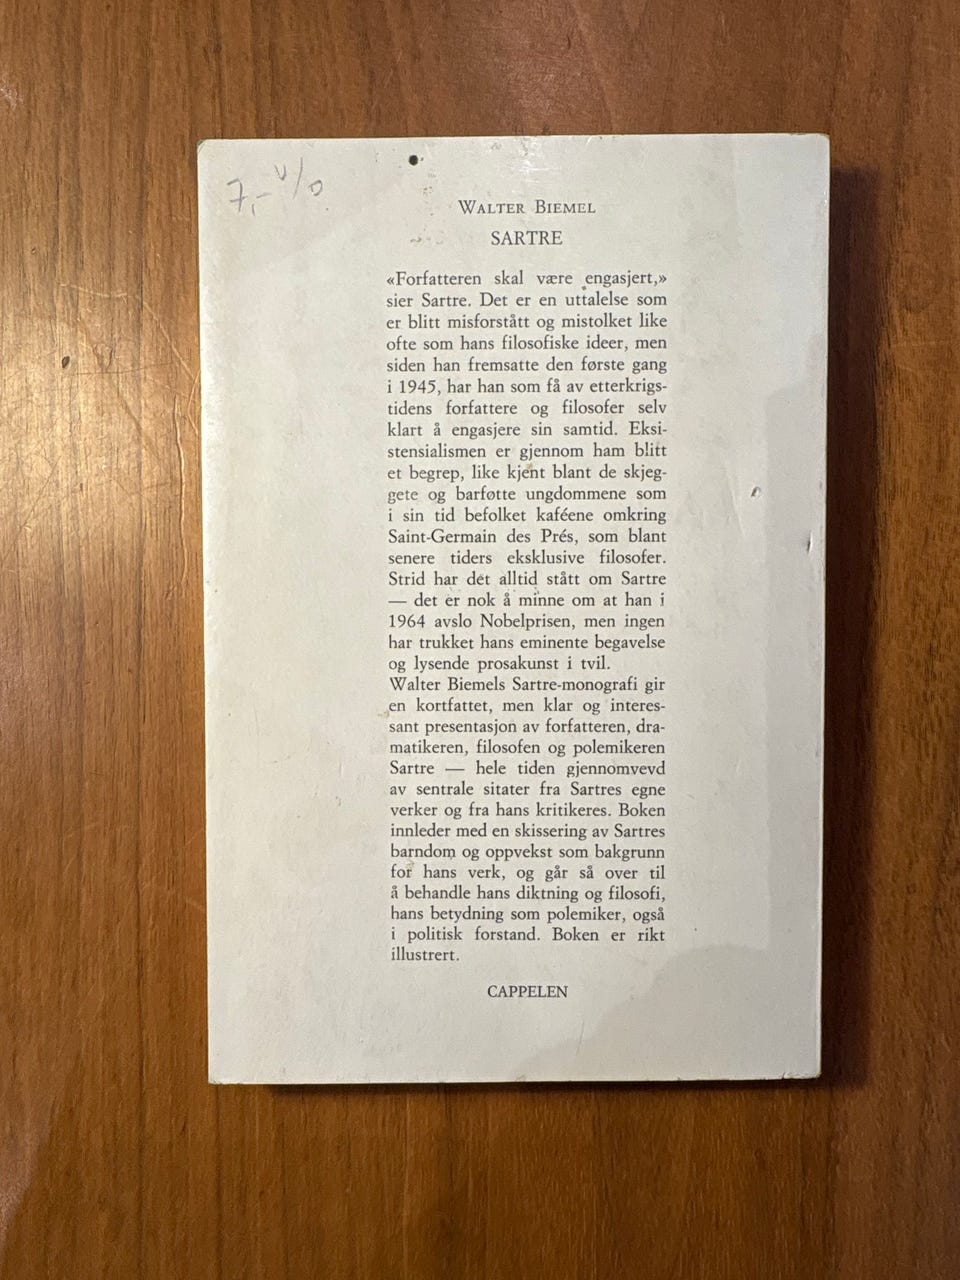 7,-
WALTER BIEMEL
SARTRE
«Forfatteren skal være engasjert,»
sier Sartre. Det er en uttalelse som
er blitt misforstått og mistolket like
ofte som hans filosofiske ideer, men
siden han fremsatte den første gang
i 1945, har han som få av etterkrigs-
tidens forfattere og filosofer selv
klart å engasjere sin samtid. Eksi-
stensialismen er gjennom ham blitt
et begrep, like kjent blant de skjeg-
gete og barføtte ungdommene som
i sin tid befolket kaféene omkring
Saint-Germain des Prés, som blant
senere tiders eksklusive filosofer.
Strid har det alltid stått om Sartre
— det er nok å minne om at han i
1964 avslo Nobelprisen, men ingen
har trukket hans eminente begavelse
og lysende prosakunst i tvil.
Walter Biemels Sartre-monografi gir
en kortfattet, men klar og interes-
sant presentasjon av forfatteren, dra-
matikeren, filosofen og polemikeren
Sartre — hele tiden gjennomvevd
av sentrale sitater fra Sartres egne
verker og fra hans kritikeres. Boken
innleder med en skissering av Sartres
barndom og oppvekst som bakgrunn
for hans verk, og går så over til
å behandle hans diktning og filosofi,
hans betydning som polemiker, også
i politisk forstand. Boken er rikt
illustrert.
CAPPELEN